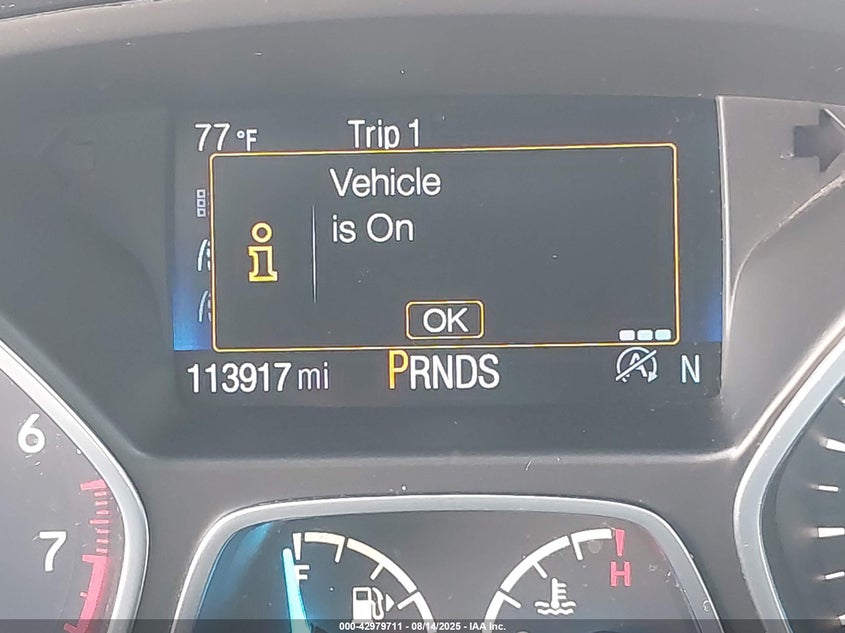 77 °F Trip 1
Vehicle
is On
OK
113917 mi PRNDS A N
6
7
F
H
000-42979711 - 08/14/2025 - IAA Inc.